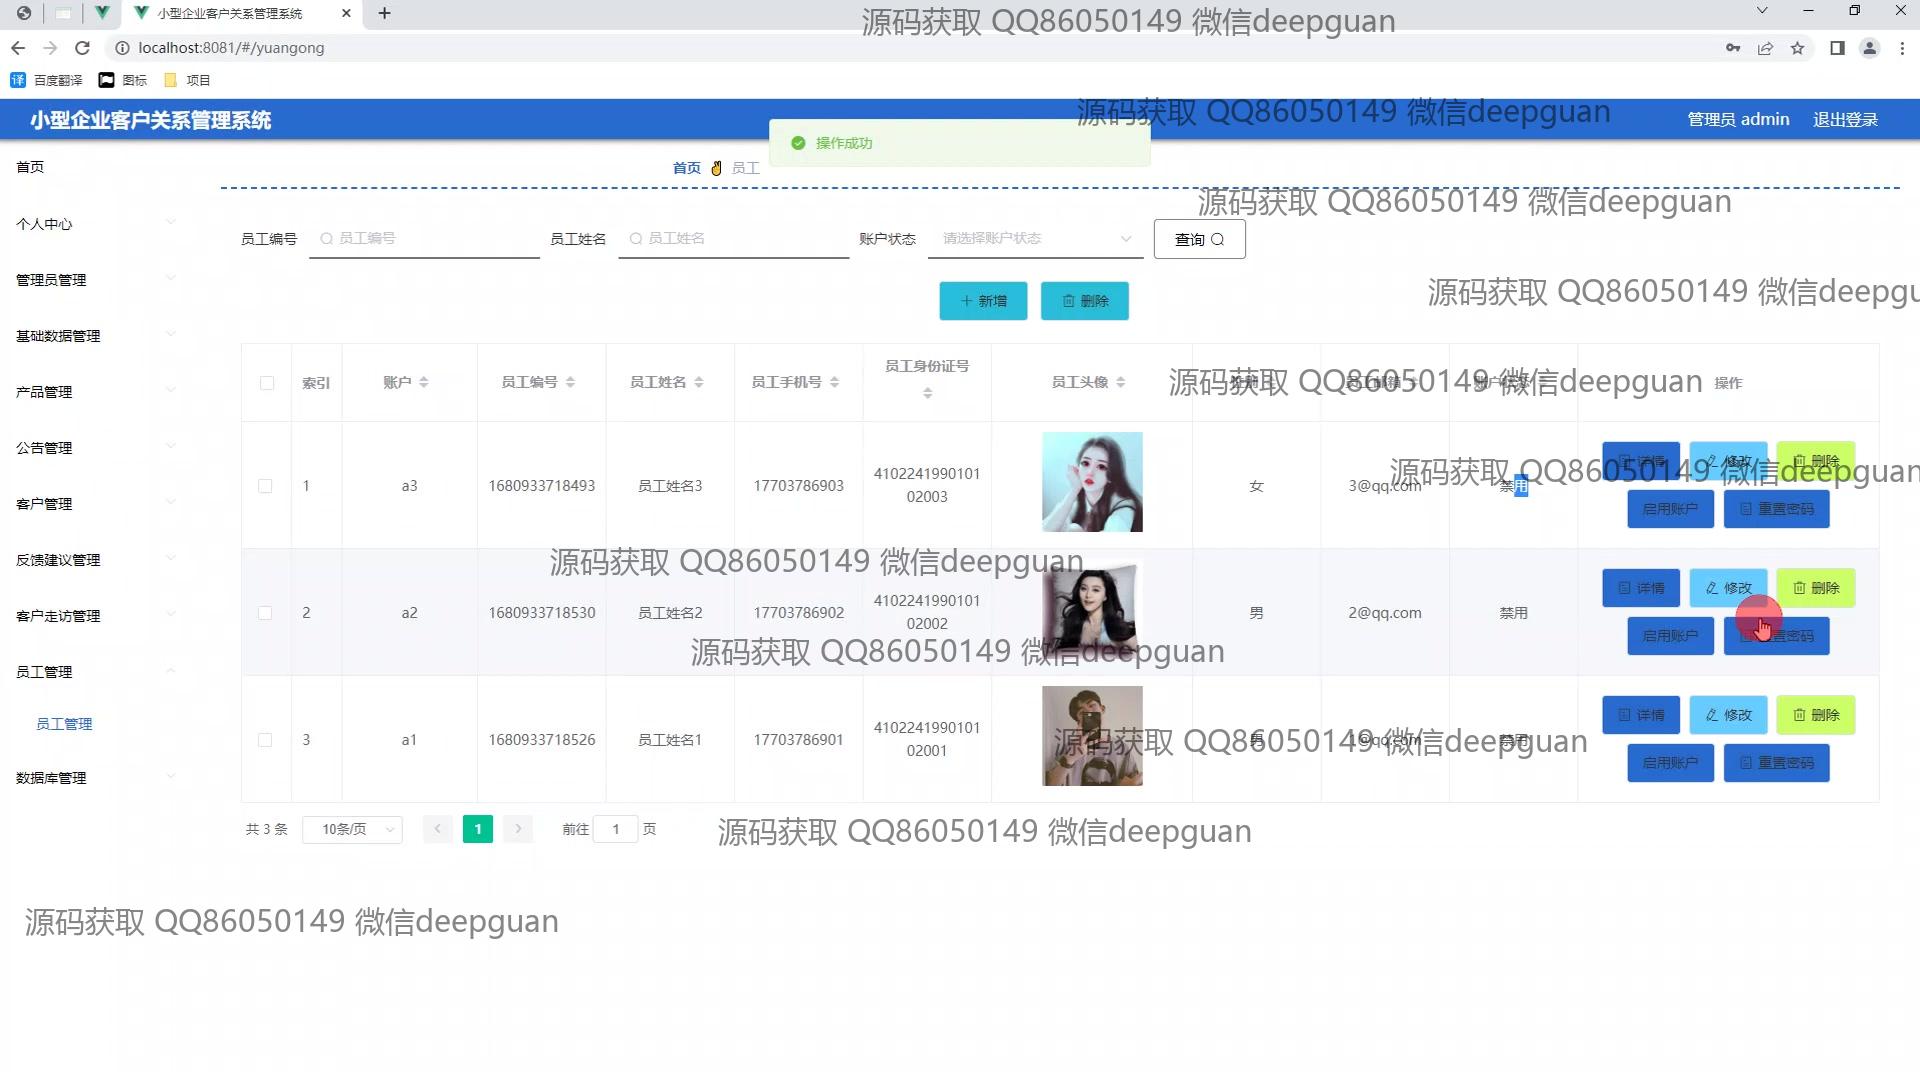 小型企业客户关系管理系统
源码获取 QQ86050149 微信deepguan
localhost:8081/#/yuangong
译 百度翻译 图标 项目
小型企业客户关系管理系统
源码获取 QQ86050149 微信deepguan
管理员 admin 退出登录
操作成功
首页
首页 员工
源码获取 QQ86050149 微信deepguan
个人中心
员工编号 员工编号 员工姓名 员工姓名 账户状态 请选择账户状态 查询
管理员管理
源码获取 QQ86050149 微信deepgu
新增 删除
基础数据管理
索引 账户 员工编号 员工姓名 员工手机号 员工身份证号 员工头像 操作
源码获取 QQ86050149 微信deepguan
产品管理
公告管理
详情 修改 删除
源码获取 QQ86050149 微信deepguan
1 a3 1680933718493 员工姓名3 17703786903 4102241990101
02003 女 3@qq.com 禁用
启用账户 重置密码
客户管理
反馈建议管理
源码获取 QQ86050149 微信deepguan
详情 修改 删除
2 a2 1680933718530 员工姓名2 17703786902 4102241990101
02002 男 2@qq.com 禁用
启用账户 重置密码
客户走访管理
源码获取 QQ86050149 微信deepguan
员工管理
员工管理
详情 修改 删除
3 a1 1680933718526 员工姓名1 17703786901 4102241990101
02001 男 1@qq.com 禁用
源码获取 QQ86050149 微信deepguan
启用账户 重置密码
数据库管理
共 3 条 10条/页 1 前往 1 页
源码获取 QQ86050149 微信deepguan
源码获取 QQ86050149 微信deepguan